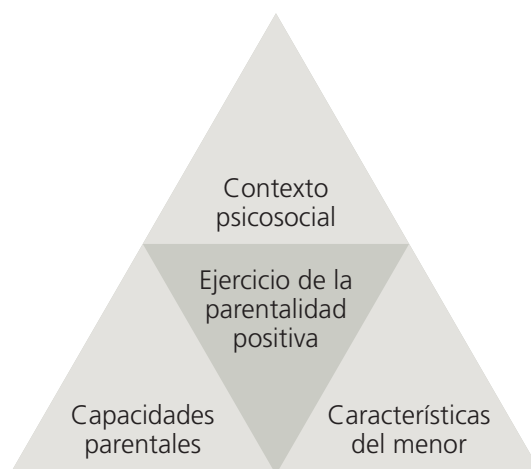 Contexto
psicosocial
Ejercicio de la
parentalidad
positiva
Capacidades
parentales
Características
del menor